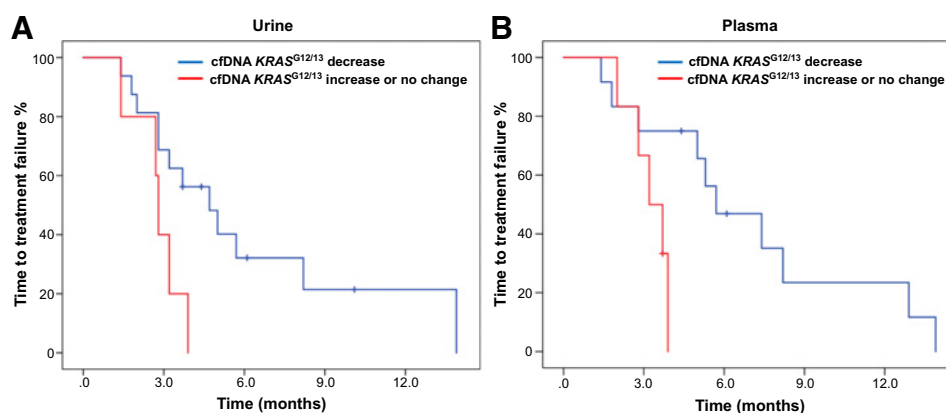 A
Urine
cfDNA KRASG12/13 decrease
cfDNA KRASG12/13 increase or no change
Time to treatment failure %
100
80
60
40
20
0
.0
3.0
6.0
9.0
12.0
Time (months)
B
Plasma
cfDNA KRASG12/13 decrease
cfDNA KRASG12/13 increase or no change
Time to treatment failure %
100
80
60
40
20
0
.0
3.0
6.0
9.0
12.0
Time (months)